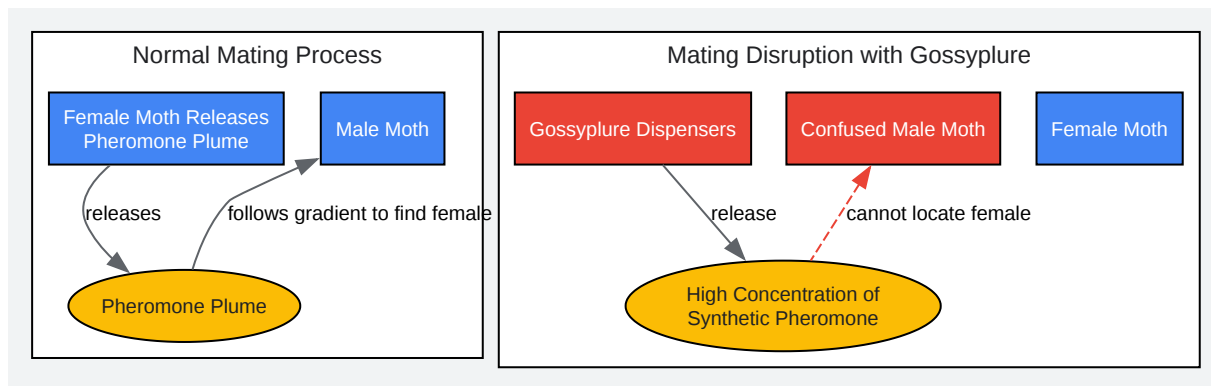 Normal Mating Process
Female Moth Releases
Pheromone Plume
Male Moth
releases
follows gradient to find female
Pheromone Plume
Mating Disruption with Gossyplure
Gossyplure Dispensers
Confused Male Moth
Female Moth
release
cannot locate female
High Concentration of
Synthetic Pheromone